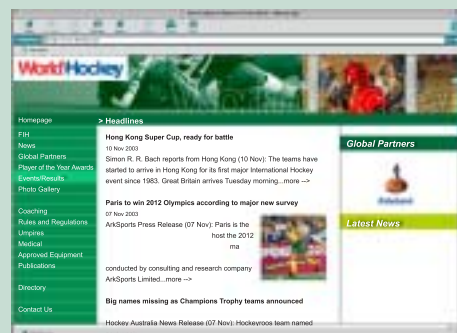 World Hockey
Homepage
FIH
News
Global Partners
Player of the Year Awards
Events/Results
Photo Gallery
Coaching
Rules and Regulations
Umpires
Medical
Approved Equipment
Publications
Directory
Contact Us
> Headlines
Hong Kong Super Cup, ready for battle
10 Nov 2003
Simon R. R. Bach reports from Hong Kong (10 Nov): The teams have
started to arrive in Hong Kong for its first major International Hockey
event since 1983. Great Britain arrives Tuesday morning...more -->
Paris to win 2012 Olympics according to major new survey
07 Nov 2003
ArkSports Press Release (07 Nov): Paris is the
host the 2012
ma
conducted by consulting and research company
ArkSports Limited...more -->
Big names missing as Champions Trophy teams announced
Hockey Australia News Release (07 Nov): Hockeyroos team named
Global Partners
Rabobank
Latest News